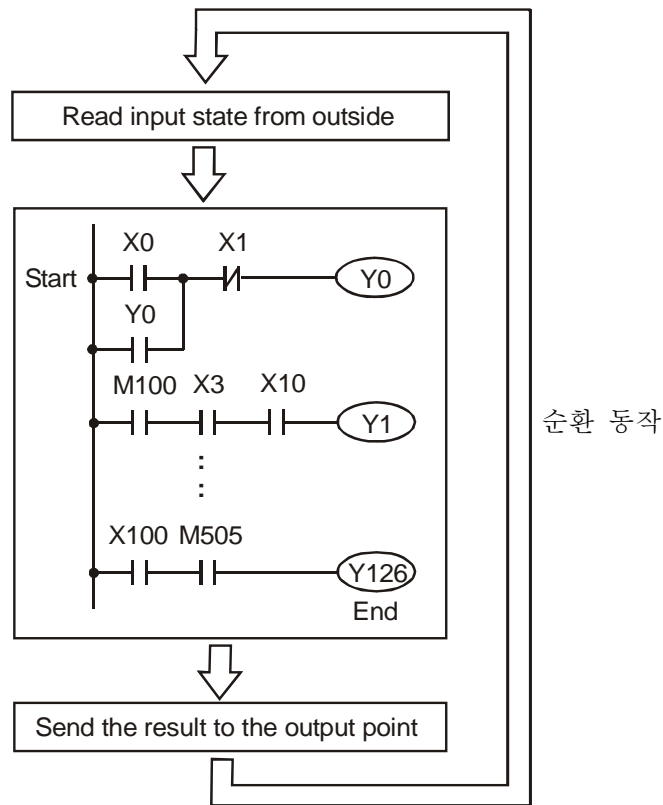 Read input state from outside
X0 X1
Start Y0
Y0
M100 X3 X10
Y1
X100 M505
Y126
End
Send the result to the output point
순환 동작